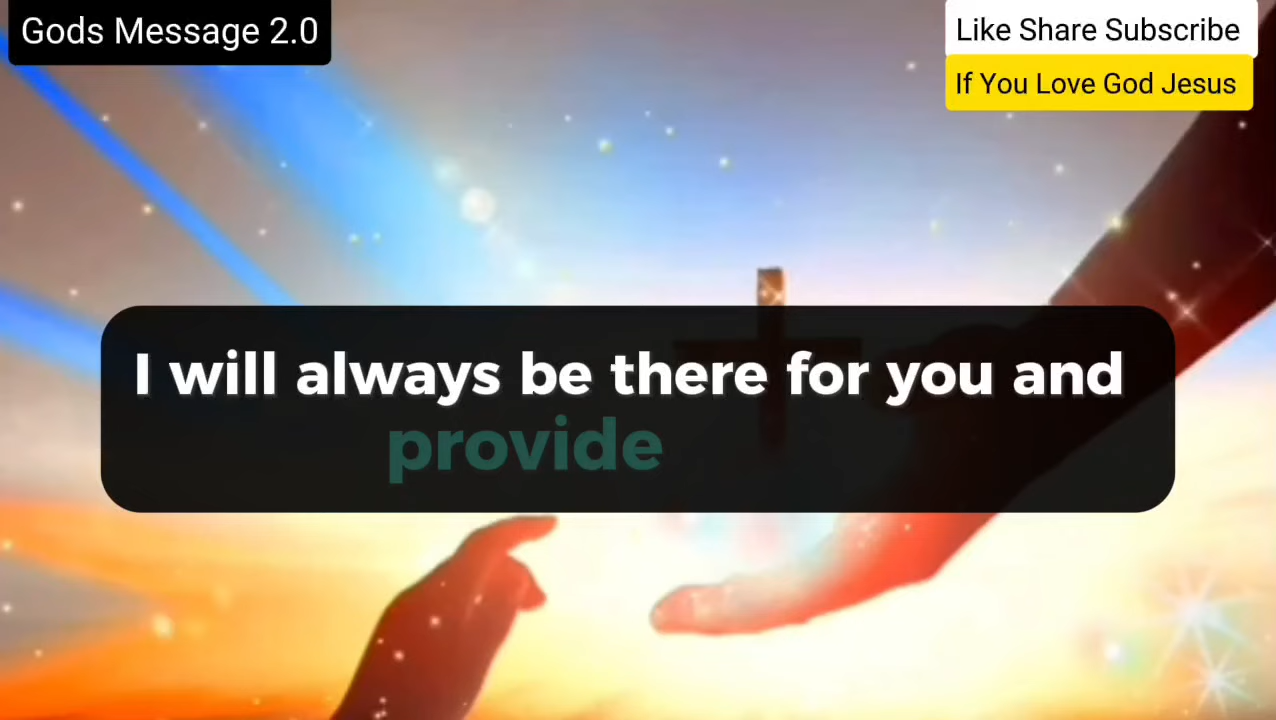 Gods Message 2.0
Like Share Subscribe
If You Love God Jesus
I will always be there for you and
provide